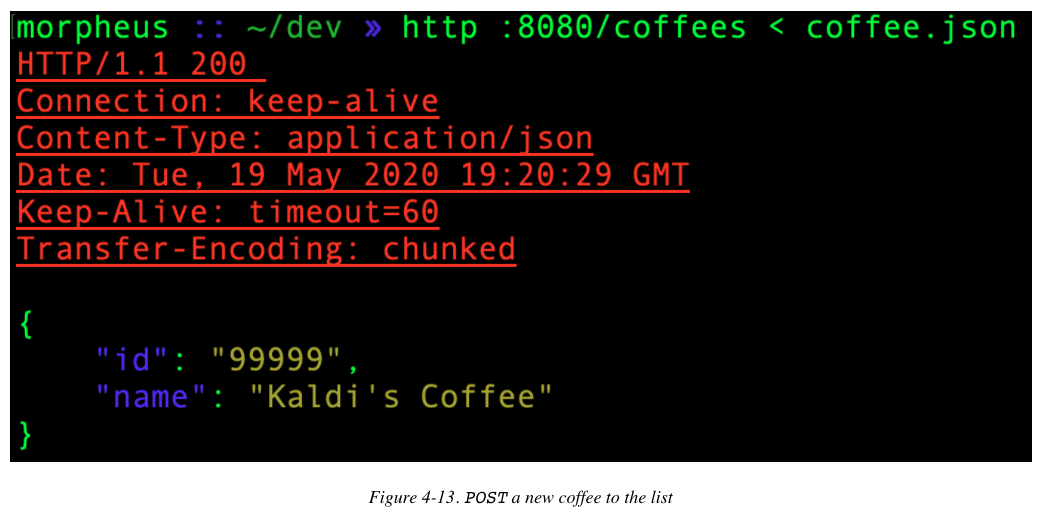 morpheus :: ~/dev » http :8080/coffees < coffee.json
HTTP/1.1 200
Connection: keep-alive
Content-Type: application/json
Date: Tue, 19 May 2020 19:20:29 GMT
Keep-Alive: timeout=60
Transfer-Encoding: chunked
{
"id": "99999",
"name": "Kaldi's Coffee"
}
Figure 4-13. POST a new coffee to the list